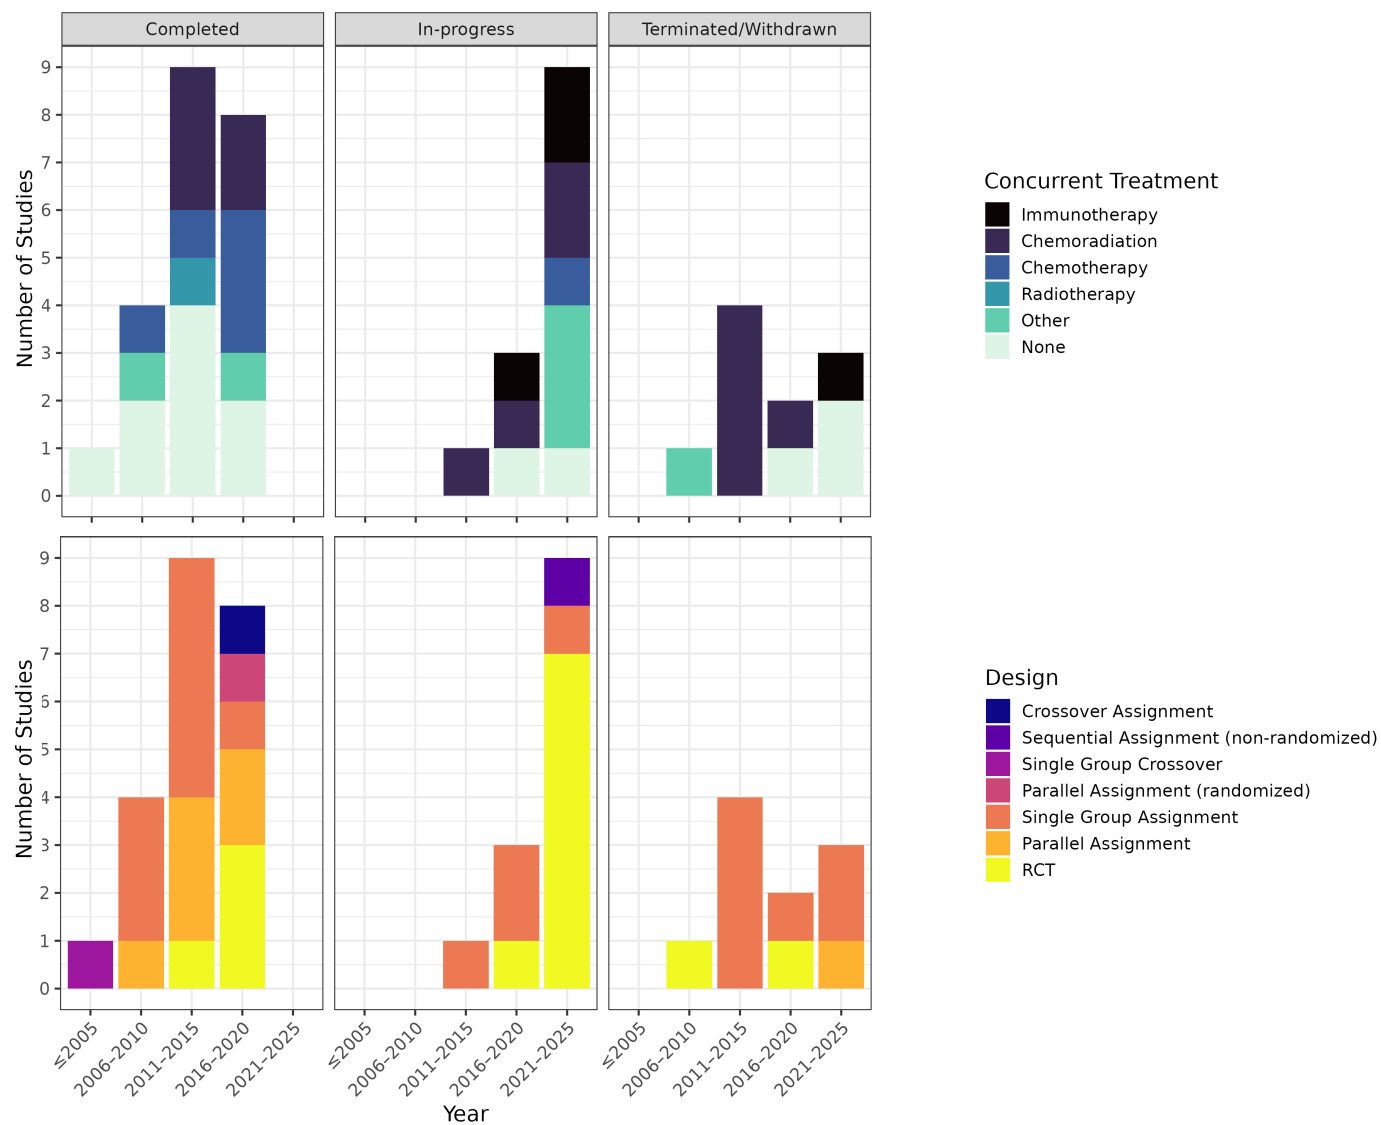 Completed
In-progress
Terminated/Withdrawn
Number of Studies
9
8
7
6
5
4
3
2
1
0
Concurrent Treatment
Immunotherapy
Chemoradiation
Chemotherapy
Radiotherapy
Other
None
Number of Studies
9
8
7
6
5
4
3
2
1
0
≤2005
2006–2010
2011–2015
2016–2020
2021–2025
≤2005
2006–2010
2011–2015
2016–2020
2021–2025
≤2005
2006–2010
2011–2015
2016–2020
2021–2025
Year
Design
Crossover Assignment
Sequential Assignment (non-randomized)
Single Group Crossover
Parallel Assignment (randomized)
Single Group Assignment
Parallel Assignment
RCT